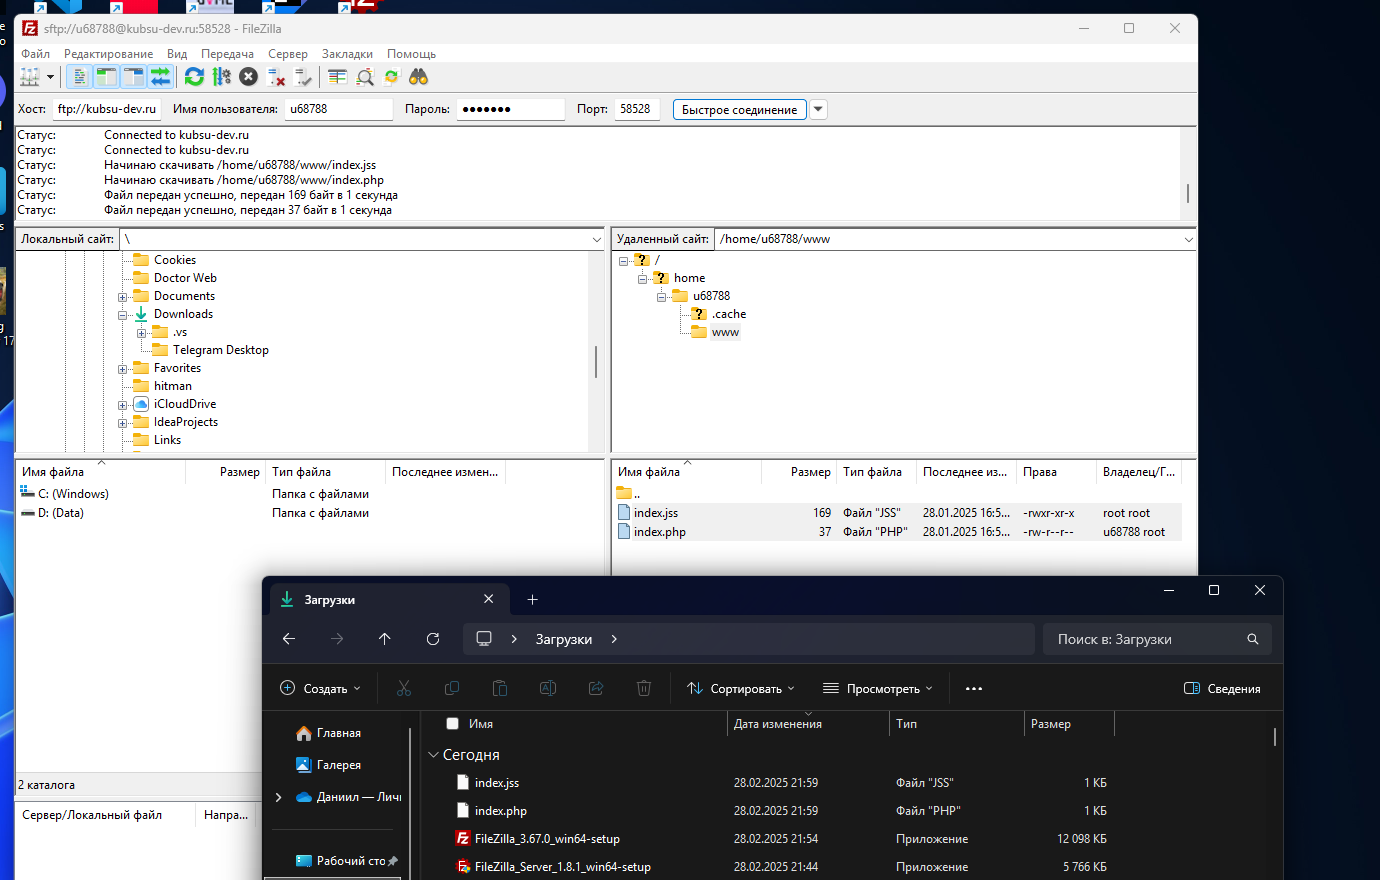 sftp://u68788@kubsu-dev.ru:58528 - FileZilla
Файл Редактирование Вид Передача Сервер Закладки Помощь
Хост: ftp://kubsu-dev.ru Имя пользователя: u68788 Пароль: ●●●●●●● Порт: 58528 Быстрое соединение
Статус: Connected to kubsu-dev.ru
Статус: Connected to kubsu-dev.ru
Статус: Начинаю скачивать /home/u68788/www/index.jss
Статус: Начинаю скачивать /home/u68788/www/index.php
Статус: Файл передан успешно, передан 169 байт в 1 секунда
Статус: Файл передан успешно, передан 37 байт в 1 секунда
Локальный сайт: \
Cookies
Doctor Web
Documents
Downloads
.vs
Telegram Desktop
Favorites
hitman
iCloudDrive
IdeaProjects
Links
Удаленный сайт: /home/u68788/www
/
home
u68788
.cache
www
Имя файла Размер Тип файла Последнее измен...
C: (Windows) Папка с файлами
D: (Data) Папка с файлами
2 каталога
Сервер/Локальный файл Напра...
Имя файла Размер Тип файла Последнее из... Права Владелец/Г...
..
index.jss 169 Файл "JSS" 28.01.2025 16:5... -rwxr-xr-x root root
index.php 37 Файл "PHP" 28.01.2025 16:5... -rw-r--r-- u68788 root
Загрузки
Загрузки
Поиск в: Загрузки
Создать Сортировать Просмотреть ••• Сведения
Главная
Галерея
Даниил — Личн
Рабочий сто
Имя Дата изменения Тип Размер
Сегодня
index.jss 28.02.2025 21:59 Файл "JSS" 1 КБ
index.php 28.02.2025 21:59 Файл "PHP" 1 КБ
FileZilla_3.67.0_win64-setup 28.02.2025 21:54 Приложение 12 098 КБ
FileZilla_Server_1.8.1_win64-setup 28.02.2025 21:44 Приложение 5 766 КБ